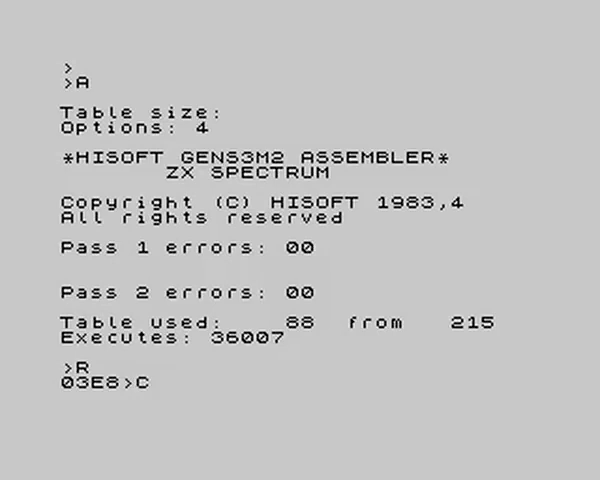 >
>A
Table size:
Options: 4
*HISOFT GENS3M2 ASSEMBLER*
ZX SPECTRUM
Copyright (C) HISOFT 1983,4
All rights reserved
Pass 1 errors: 00
Pass 2 errors: 00
Table used: 88 from 215
Executes: 36007
>R
03E8>C